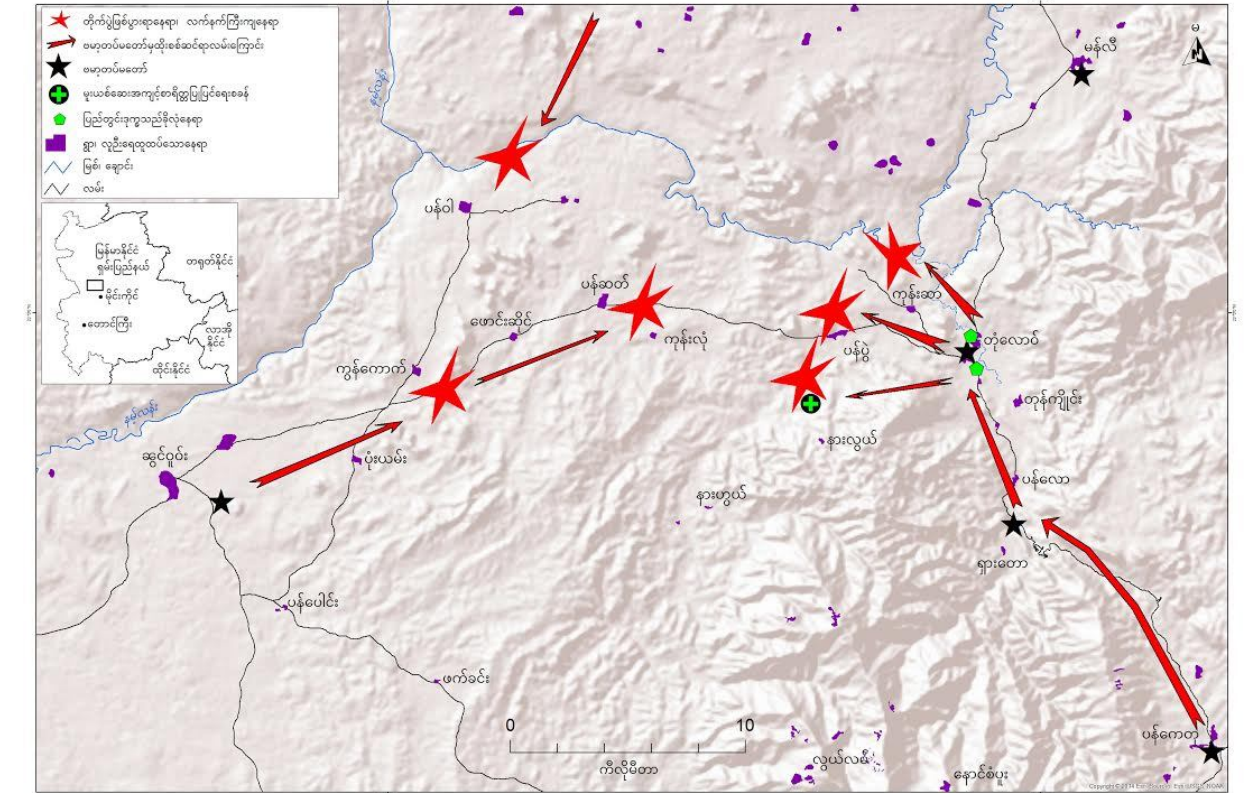 တိုက်ပွဲဖြစ်ပွားရာနေရာ၊ လက်နက်ကြီးကျနေရာ
ဗမာ့တပ်မတော်မှထိုးစစ်ဆင်ရာလမ်းကြောင်း
ဗမာ့တပ်မတော်
မူးယစ်ဆေးအကျင့်စာရိတ္တပြုပြင်ရေးစခန်း
ပြည်တွင်းဒုက္ခသည်ခိုလှုံနေရာ
ရွာ၊ လူဦးရေထူထပ်သောနေရာ
မြစ်၊ ချောင်း
လမ်း
မြန်မာနိုင်ငံ
ရှမ်းပြည်နယ်
တရုတ်နိုင်ငံ
မိုင်းကိုင်
တောင်ကြီး
လာအို
နိုင်ငံ
ထိုင်းနိုင်ငံ
မ
မန်လီ
ပန်ဝါ
ပန်ဆတ်
ကုန်းဆာ
ဖောင်းဆိုင်
ကုန်းလုံ
ပန်ပွဲ
တုံလောဝ်
ကွန်ကောက်
တုန်ကျိုင်း
နားလွယ်
ဆွင်ဝူဝ်း
ပုံးယမ်း
ပန်လော
နားဟွယ်
ရှားတော
ပန်ပေါင်း
ဖက်ခင်း
0 10
ကီလိုမီတာ
ပန်ကေတု
လွယ်လမ်
နောင်စံပူး